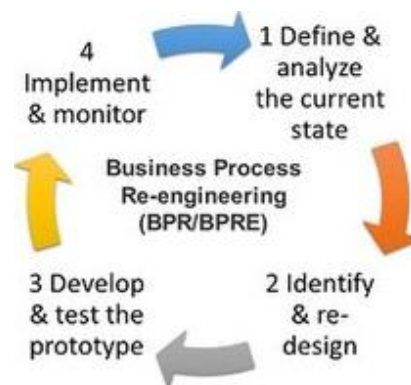 4
Implement
& monitor
1 Define &
analyze
the current
state
Business Process
Re-engineering
(BPR/BPRE)
3 Develop
& test the
prototype
2 Identify
& re-
design